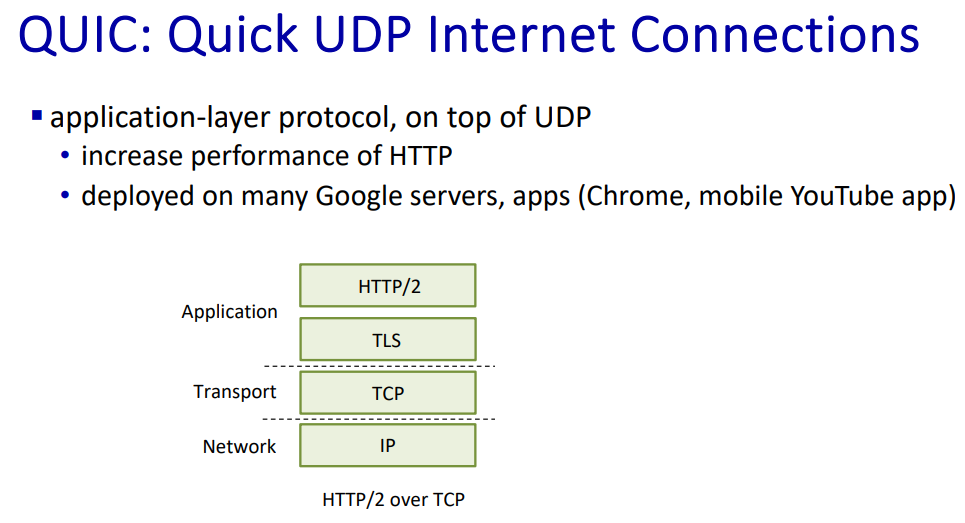 QUIC: Quick UDP Internet Connections
application-layer protocol, on top of UDP
increase performance of HTTP
deployed on many Google servers, apps (Chrome, mobile YouTube app)
HTTP/2
Application
TLS
Transport
TCP
Network
IP
HTTP/2 over TCP